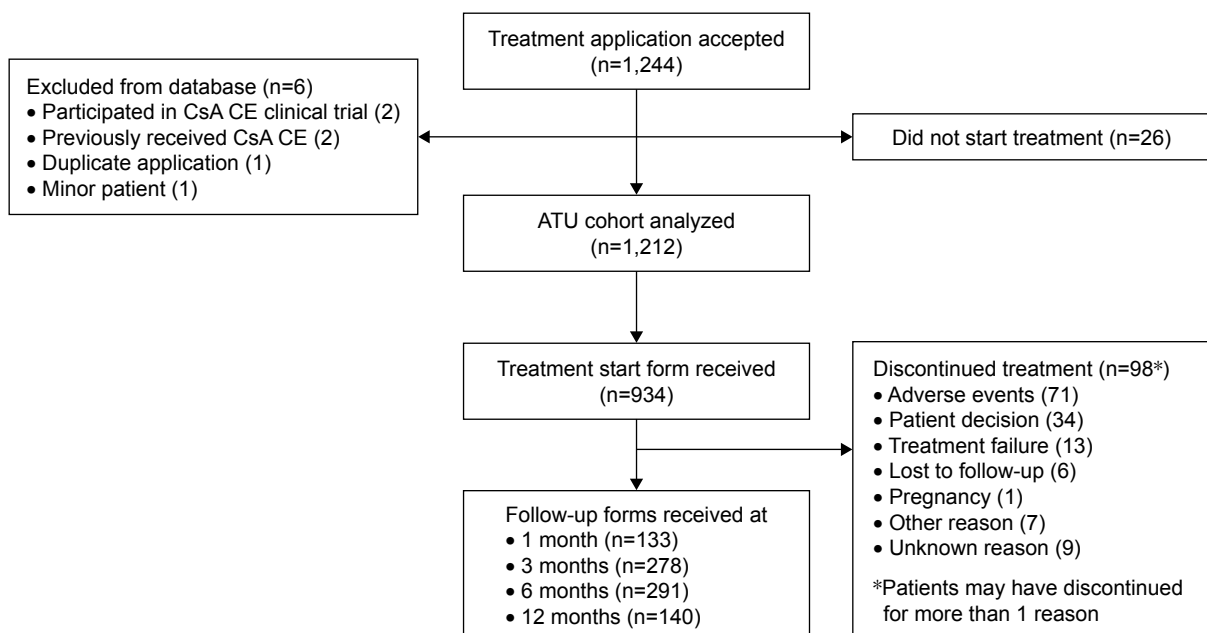 Treatment application accepted
(n=1,244)
Excluded from database (n=6)
• Participated in CsA CE clinical trial (2)
• Previously received CsA CE (2)
• Duplicate application (1)
• Minor patient (1)
Did not start treatment (n=26)
ATU cohort analyzed
(n=1,212)
Treatment start form received
(n=934)
Discontinued treatment (n=98*)
• Adverse events (71)
• Patient decision (34)
• Treatment failure (13)
• Lost to follow-up (6)
• Pregnancy (1)
• Other reason (7)
• Unknown reason (9)
*Patients may have discontinued
for more than 1 reason
Follow-up forms received at
• 1 month (n=133)
• 3 months (n=278)
• 6 months (n=291)
• 12 months (n=140)